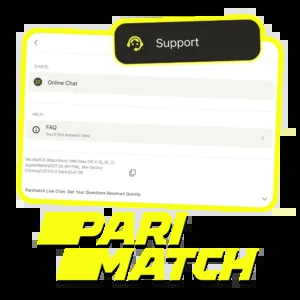 Support
CHATS:
Online Chat
HELP:
FAQ
You'll find answers here
Parimatch Live Chat: Get Your Questions Resolved Quickly
PARI
MATCH